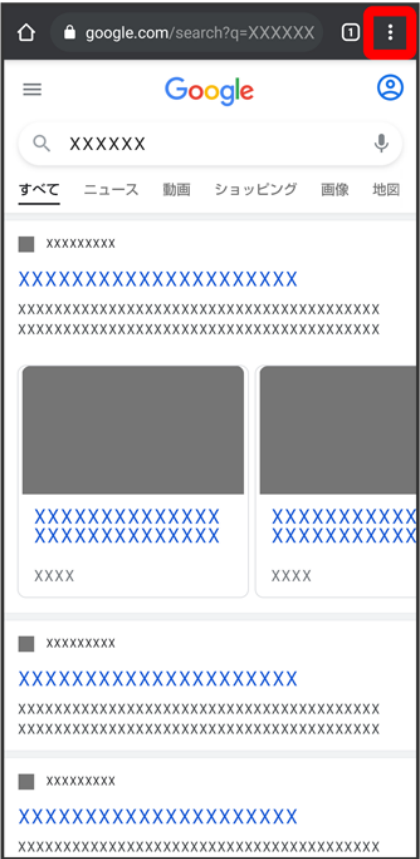 google.com/search?q=XXXXXX 1
Google
XXXXXX
すべて ニュース 動画 ショッピング 画像 地図
xxxxxxxxx
XXXXXXXXXXXXXXXXXXXXX
xxxxxxxxxxxxxxxxxxxxxxxxxxxxxxxxxxxxxxxx
xxxxxxxxxxxxxxxxxxxxxxxxxxxxxxxxxxxxxxxx
XXXXXXXXXXXXXX XXXXXXXXXXX
XXXXXXXXXXXXXX XXXXXXXXXXX
XXXX XXXX
xxxxxxxxx
XXXXXXXXXXXXXXXXXXXXX
xxxxxxxxxxxxxxxxxxxxxxxxxxxxxxxxxxxxxxxx
xxxxxxxxxxxxxxxxxxxxxxxxxxxxxxxxxxxxxxxx
xxxxxxxxx
XXXXXXXXXXXXXXXXXXXXX
xxxxxxxxxxxxxxxxxxxxxxxxxxxxxxxxxxxxxxxx